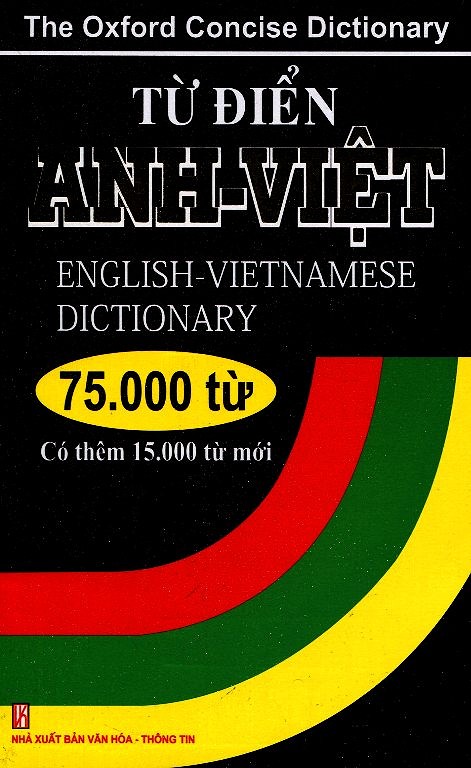 The Oxford Concise Dictionary
TỪ ĐIỂN
ANH-VIỆT
ENGLISH-VIETNAMESE
DICTIONARY
75.000 từ
Có thêm 15.000 từ mới
NHÀ XUẤT BẢN VĂN HÓA - THÔNG TIN